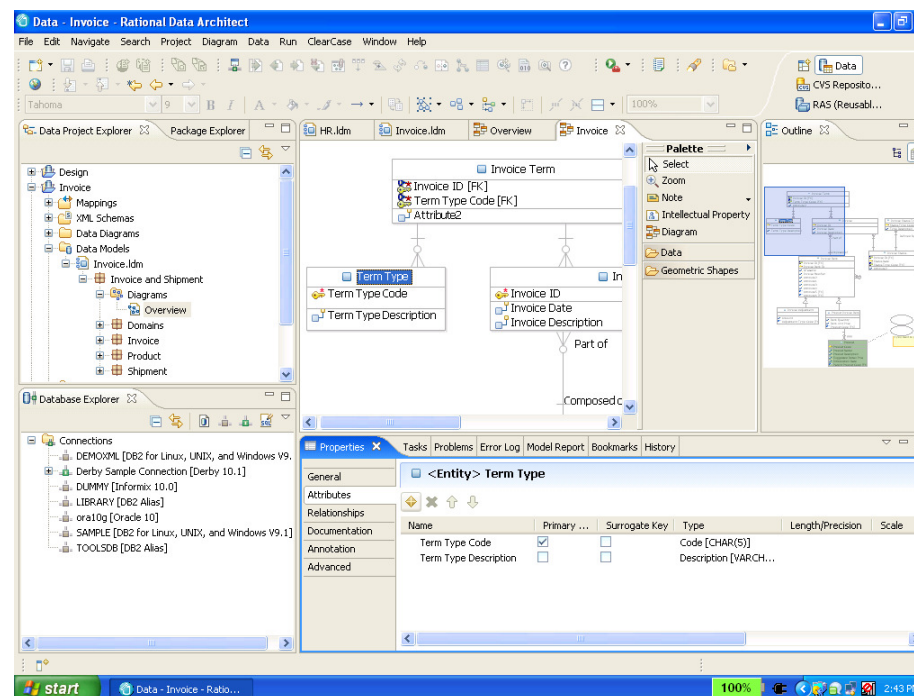 Data - Invoice - Rational Data Architect
File Edit Navigate Search Project Diagram Data Run ClearCase Window Help
Data
CVS Reposito...
Tahoma 9 B I A 100%
RAS (Reusabl...
Data Project Explorer Package Explorer
HR.ldm Invoice.ldm Overview Invoice
Outline
Design
Invoice
Mappings
XML Schemas
Data Diagrams
Data Models
Invoice.ldm
Invoice and Shipment
Diagrams
Overview
Domains
Invoice
Product
Shipment
Invoice Term
Invoice ID [FK]
Term Type Code [FK]
Attribute2
Term Type
Term Type Code
Term Type Description
In
Invoice ID
Invoice Date
Invoice Description
Part of
Composed o
Palette
Select
Zoom
Note
Intellectual Property
Diagram
Data
Geometric Shapes
Database Explorer
Connections
DEMOXML [DB2 for Linux, UNIX, and Windows V9.
Derby Sample Connection [Derby 10.1]
DUMMY [Informix 10.0]
LIBRARY [DB2 Alias]
ora10g [Oracle 10]
SAMPLE [DB2 for Linux, UNIX, and Windows V9.1]
TOOLSDB [DB2 Alias]
Properties Tasks Problems Error Log Model Report Bookmarks History
General
Attributes
Relationships
Documentation
Annotation
Advanced
<Entity> Term Type
Name Primary ... Surrogate Key Type Length/Precision Scale
Term Type Code Code [CHAR(5)]
Term Type Description Description [VARCH...
start
Data - Invoice - Ratio...
100%
2:43 PM